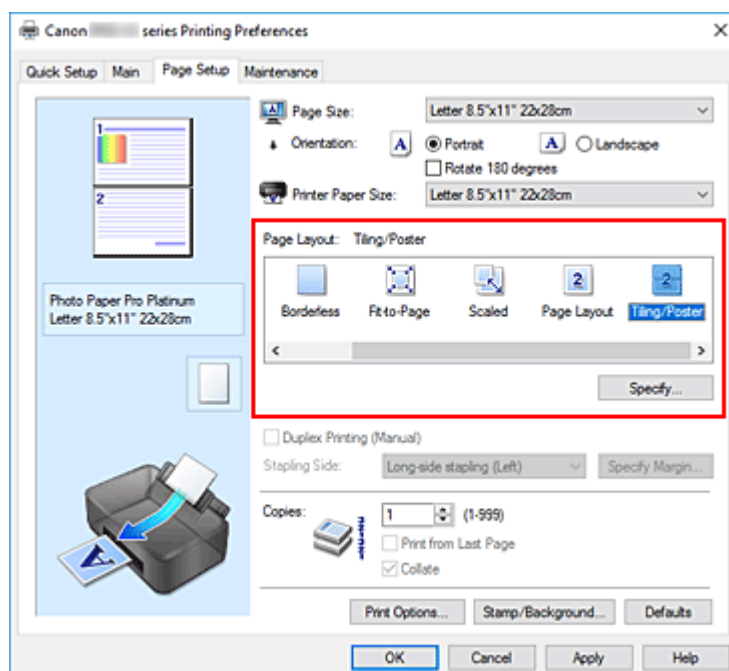 Canon series Printing Preferences
Quick Setup Main Page Setup Maintenance
1
2
Photo Paper Pro Platinum
Letter 8.5"x11" 22x28cm
A
Page Size: Letter 8.5"x11" 22x28cm
Orientation: A Portrait A Landscape
Rotate 180 degrees
Printer Paper Size: Letter 8.5"x11" 22x28cm
Page Layout: Tiling/Poster
2 2
Borderless Fit-to-Page Scaled Page Layout Tiling/Poster
Specify...
Duplex Printing (Manual)
Stapling Side: Long-side stapling (Left) Specify Margin...
Copies: 1 (1-999)
Print from Last Page
Collate
Print Options... Stamp/Background... Defaults
OK Cancel Apply Help